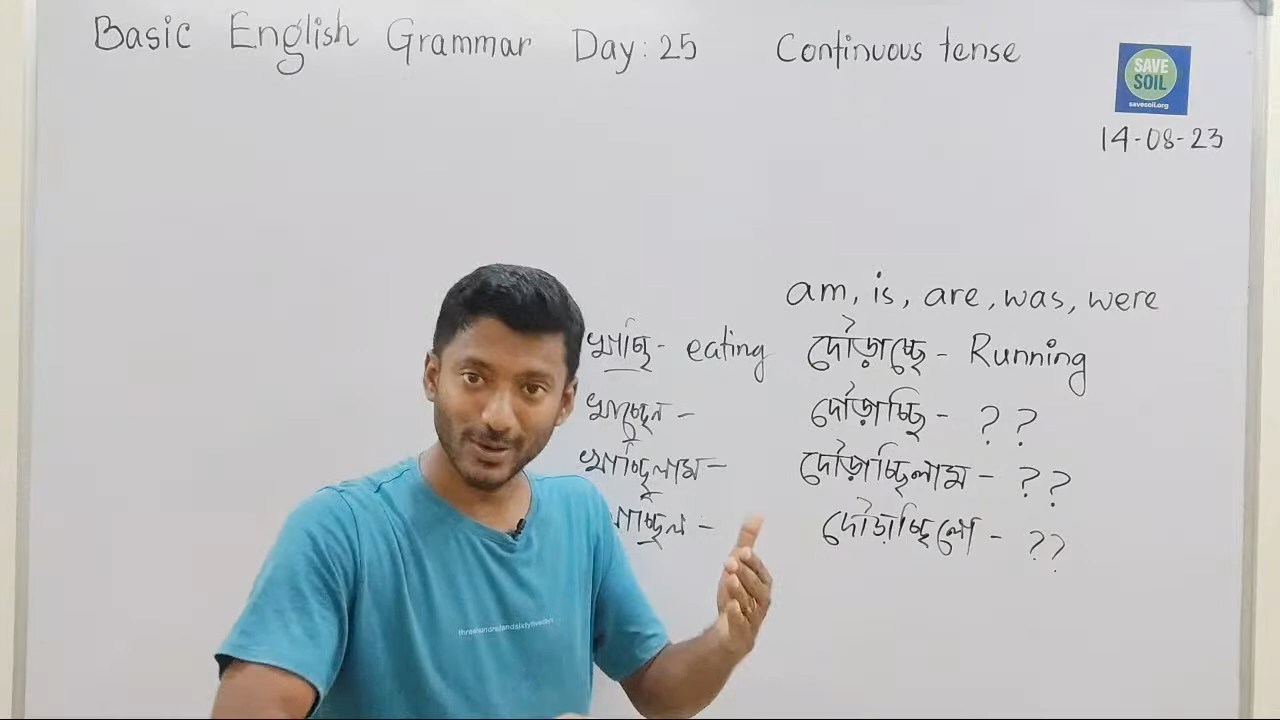 Basic English Grammar Day: 25 Continuous tense
SAVE
SOIL
savesoil.org
14-08-23
am, is, are, was, were
খাচ্ছি - eating দৌড়াচ্ছে - Running
খাচ্ছেন - দৌড়াচ্ছি - ??
খাচ্ছিলাম - দৌড়াচ্ছিলাম - ??
দৌড়াচ্ছিলো - ??
threehundredandsixtyfivedays